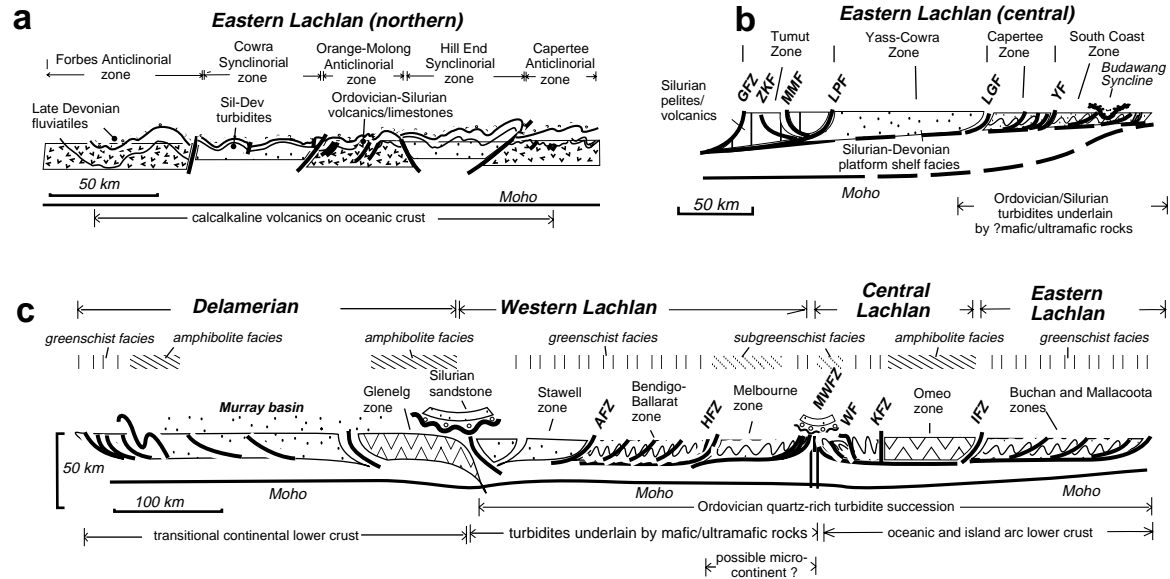 a
Eastern Lachlan (northern)
Forbes Anticlinorial
zone
Cowra
Synclinorial
zone
Orange-Molong
Anticlinorial
zone
Hill End
Synclinorial
zone
Capertee
Anticlinorial
zone
Late Devonian
fluviatiles
Sil-Dev
turbidites
Ordovician-Silurian
volcanics/limestones
50 km
Moho
calcalkaline volcanics on oceanic crust
b
Eastern Lachlan (central)
Tumut
Zone
Yass-Cowra
Zone
Capertee
Zone
South Coast
Zone
Budawang
Syncline
GFZ
ZKF
MMF
LPF
LGF
YF
Silurian
pelites/
volcanics
Silurian-Devonian
platform shelf facies
Moho
50 km
Ordovician/Silurian
turbidites underlain
by ?mafic/ultramafic rocks
c
Delamerian
Western Lachlan
Central
Lachlan
Eastern
Lachlan
greenschist facies
amphibolite facies
amphibolite facies
greenschist facies
subgreenschist facies
amphibolite facies
greenschist facies
Murray basin
Glenelg
zone
Silurian
sandstone
Stawell
zone
AFZ
Bendigo-
Ballarat
zone
HFZ
Melbourne
zone
MWFZ
WF
KFZ
Omeo
zone
IFZ
Buchan and Mallacoota
zones
50 km
100 km
Moho
Moho
Moho
Ordovician quartz-rich turbidite succession
transitional continental lower crust
turbidites underlain by mafic/ultramafic rocks
oceanic and island arc lower crust
possible micro-
continent ?